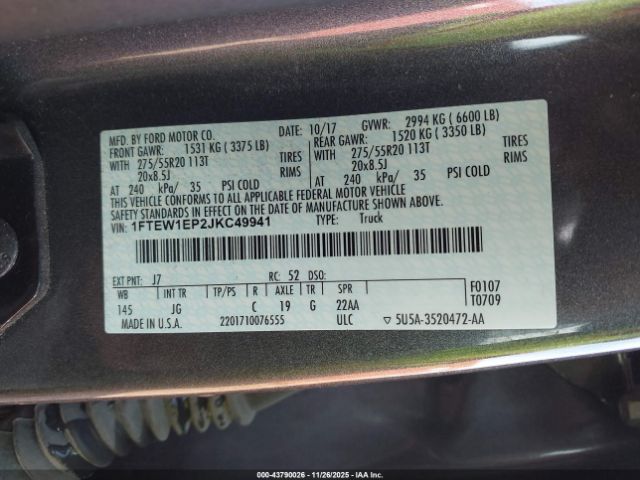 MFD. BY FORD MOTOR CO.
DATE: 10/17 GVWR: 2994 KG ( 6600 LB)
FRONT GAWR: 1531 KG ( 3375 LB) REAR GAWR: 1520 KG ( 3350 LB)
WITH 275/55R20 113T TIRES WITH 275/55R20 113T TIRES
20x8.5J RIMS 20x8.5J RIMS
AT 240 kPa/ 35 PSI COLD AT 240 kPa/ 35 PSI COLD
THIS VEHICLE CONFORMS TO ALL APPLICABLE FEDERAL MOTOR VEHICLE
SAFETY STANDARDS IN EFFECT ON THE DATE OF MANUFACTURE SHOWN ABOVE.
VIN: 1FTEW1EP2JKC49941 TYPE: Truck
EXT PNT: J7 RC: 52 DSO:
WB INT TR TP/PS R AXLE TR SPR F0107
145 JG C 19 G 22AA T0709
MADE IN U.S.A. 2201710076555 ULC ▽ 5U5A-3520472-AA
000-43790026 | 11/26/2025 | IAA, Inc.